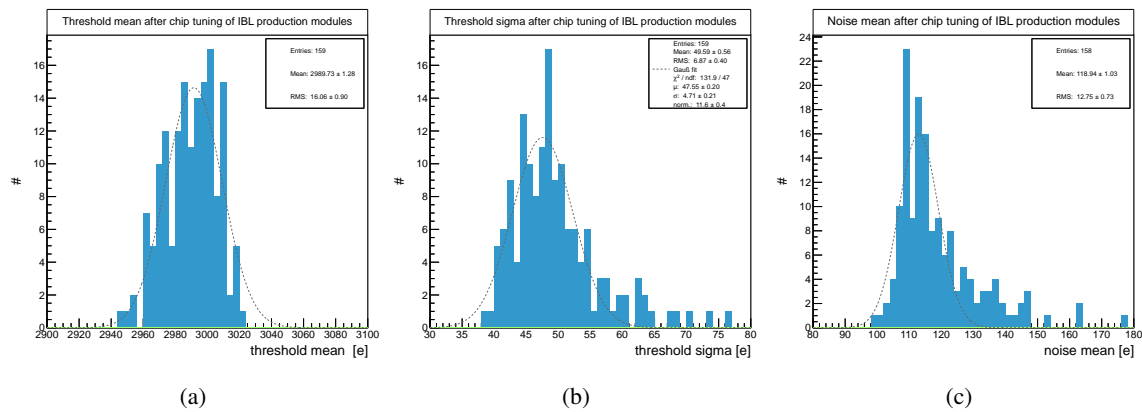 Threshold mean after chip tuning of IBL production modules
Entries: 159
Mean: 2989.73 ± 1.28
RMS: 16.06 ± 0.90
#
16
14
12
10
8
6
4
2
0
2900 2920 2940 2960 2980 3000 3020 3040 3060 3080 3100
threshold mean [e]
(a)
Threshold sigma after chip tuning of IBL production modules
Entries: 159
Mean: 49.59 ± 0.56
RMS: 6.87 ± 0.40
Gauß fit
χ² / ndf: 131.9 / 47
μ: 47.55 ± 0.20
σ: 4.71 ± 0.21
norm.: 11.6 ± 0.4
#
16
14
12
10
8
6
4
2
0
30 35 40 45 50 55 60 65 70 75 80
threshold sigma [e]
(b)
Noise mean after chip tuning of IBL production modules
Entries: 158
Mean: 118.94 ± 1.03
RMS: 12.75 ± 0.73
#
24
22
20
18
16
14
12
10
8
6
4
2
0
80 90 100 110 120 130 140 150 160 170 180
noise mean [e]
(c)